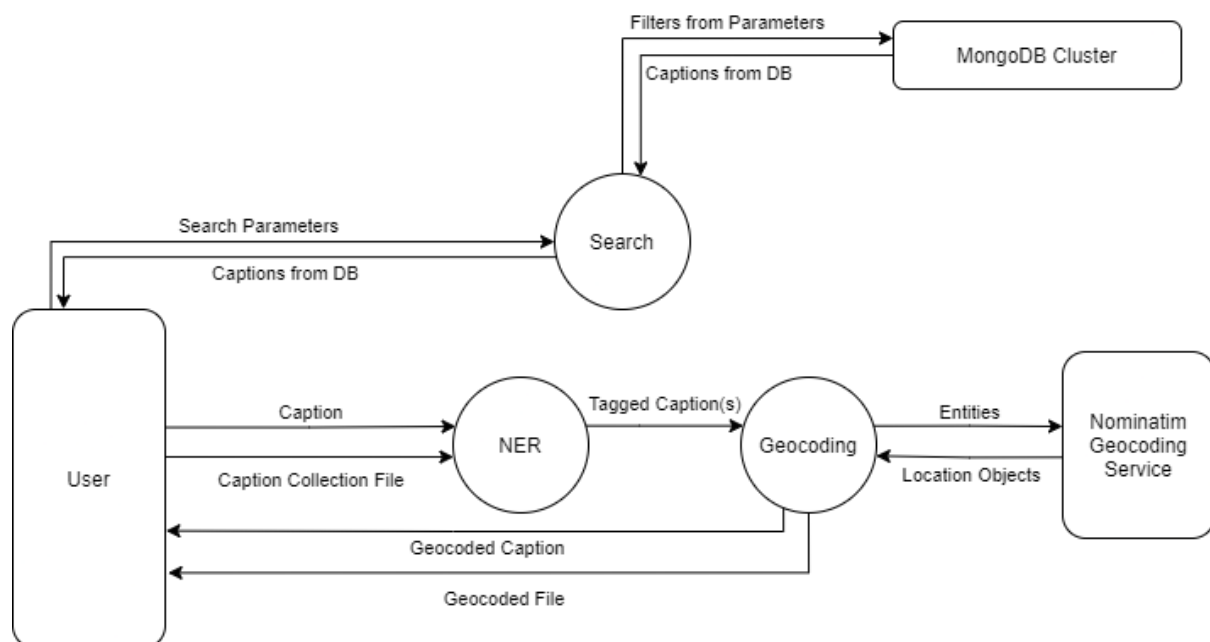 Filters from Parameters
MongoDB Cluster
Captions from DB
Search Parameters
Search
Captions from DB
Caption
Tagged Caption(s)
Entities
User
NER
Geocoding
Nominatim
Geocoding
Service
Caption Collection File
Location Objects
Geocoded Caption
Geocoded File